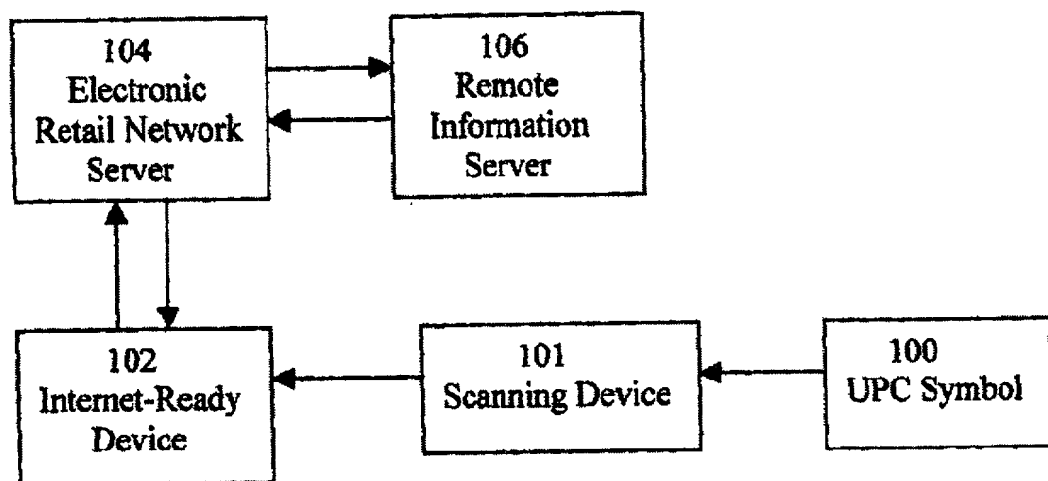 104
Electronic
Retail Network
Server
106
Remote
Information
Server
102
Internet-Ready
Device
101
Scanning Device
100
UPC Symbol